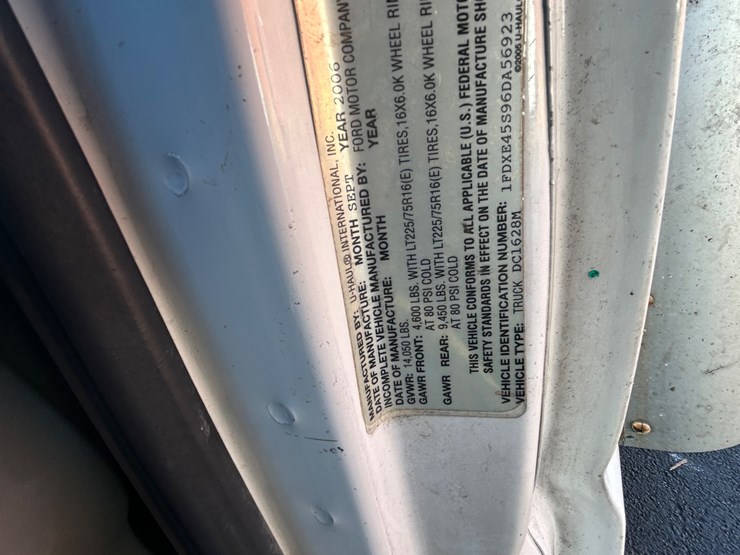 MANUFACTURED BY: U-HAUL® INTERNATIONAL, INC.
DATE OF MANUFACTURE: MONTH SEPT YEAR 2006
INCOMPLETE VEHICLE MANUFACTURED BY: FORD MOTOR COMPANY
DATE OF MANUFACTURE: MONTH YEAR
GVWR: 14,050 LBS.
GAWR FRONT: 4,600 LBS. WITH LT225/75R16(E) TIRES, 16X6.0K WHEEL
AT 80 PSI COLD
GAWR REAR: 9,450 LBS. WITH LT225/75R16(E) TIRES, 16X6.0K WHEEL
AT 80 PSI COLD
THIS VEHICLE CONFORMS TO ALL APPLICABLE (U.S.) FEDERAL
SAFETY STANDARDS IN EFFECT ON THE DATE OF MANUFACTURE
VEHICLE IDENTIFICATION NUMBER: 1FDXE45S96DA56923
VEHICLE TYPE: TRUCK DC1628M
©2006 U-HAUL